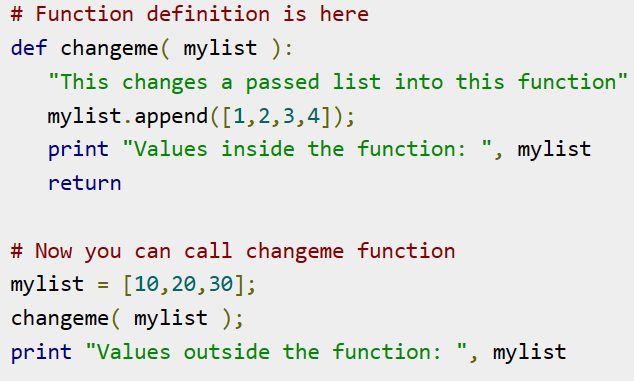 # Function definition is here
def changeme( mylist ):
"This changes a passed list into this function"
mylist.append([1,2,3,4]);
print "Values inside the function: ", mylist
return
# Now you can call changeme function
mylist = [10,20,30];
changeme( mylist );
print "Values outside the function: ", mylist